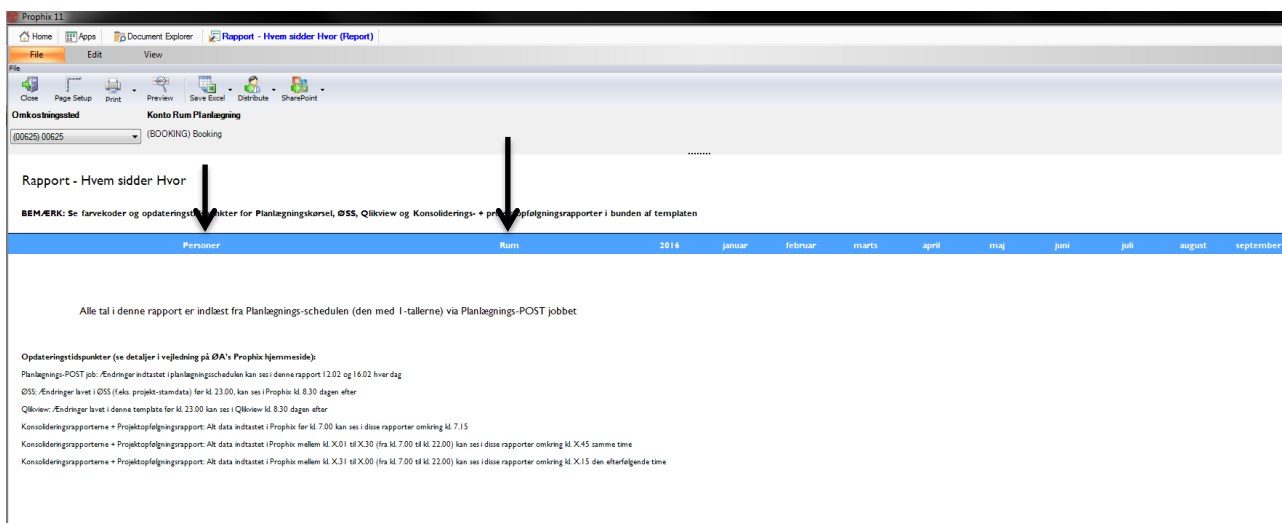 Prophix 11
Home Apps Document Explorer Rapport - Hvem sidder Hvor (Report)
File Edit View
File
Close Page Setup Print Preview Save Excel Distribute SharePoint
Omkostningssted Konto Rum Planlægning
(00625) 00625 (BOOKING) Booking
Rapport - Hvem sidder Hvor
BEMÆRK: Se farvekoder og opdateringstidspunkter for Planlægningskørsel, ØSS, Qlikview og Konsoliderings- + projektopfølgningsrapporter i bunden af templaten
Personer Rum 2016 januar februar marts april maj juni juli august september
Alle tal i denne rapport er indlæst fra Planlægnings-schedulen (den med 1-tallerne) via Planlægnings-POST jobbet
Opdateringstidspunkter (se detaljer i vejledning på ØA's Prophix hjemmeside):
Planlægnings-POST job: Ændringer indtastet i planlægningsschedulen kan ses i denne rapport 12.02 og 16.02 hver dag
ØSS: Ændringer lavet i ØSS (f.eks. projekt-stamdata) før kl. 23.00, kan ses i Prophix kl. 8.30 dagen efter
Qlikview: Ændringer lavet i denne template før kl. 23.00 kan ses i Qlikview kl. 8.30 dagen efter
Konsolideringsrapporterne + Projektopfølgningsrapport: Alt data indtastet i Prophix før kl. 7.00 kan ses i disse rapporter omkring kl. 7.15
Konsolideringsrapporterne + Projektopfølgningsrapport: Alt data indtastet i Prophix mellem kl. X.01 til X.30 (fra kl. 7.00 til kl. 22.00) kan ses i disse rapporter omkring kl. X.45 samme time
Konsolideringsrapporterne + Projektopfølgningsrapport: Alt data indtastet i Prophix mellem kl. X.31 til X.00 (fra kl. 7.00 til kl. 22.00) kan ses i disse rapporter omkring kl. X.15 den efterfølgende time